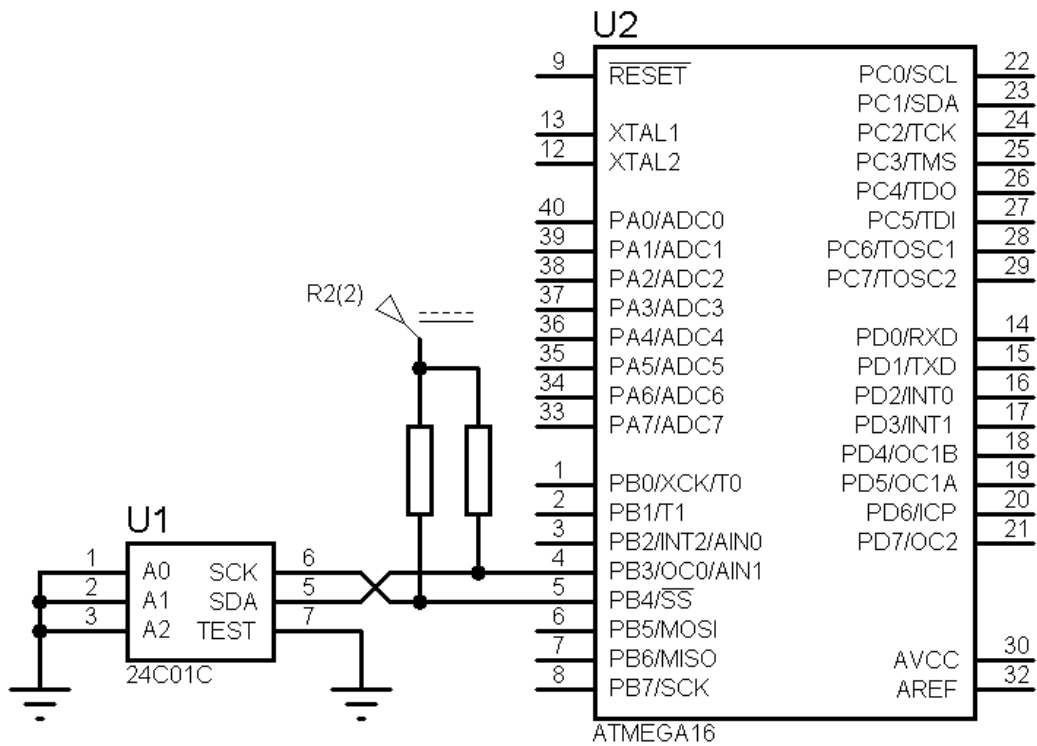 U2
9 RESET PC0/SCL 22
PC1/SDA 23
13 XTAL1 PC2/TCK 24
12 XTAL2 PC3/TMS 25
PC4/TDO 26
40 PA0/ADC0 PC5/TDI 27
39 PA1/ADC1 PC6/TOSC1 28
38 PA2/ADC2 PC7/TOSC2 29
R2(2)
37 PA3/ADC3
36 PA4/ADC4 PD0/RXD 14
35 PA5/ADC5 PD1/TXD 15
34 PA6/ADC6 PD2/INT0 16
33 PA7/ADC7 PD3/INT1 17
PD4/OC1B 18
1 PB0/XCK/T0 PD5/OC1A 19
2 PB1/T1 PD6/ICP 20
3 PB2/INT2/AIN0 PD7/OC2 21
U1
1 A0 SCK 6
4 PB3/OC0/AIN1
2 A1 SDA 5
5 PB4/SS
3 A2 TEST 7
6 PB5/MOSI
24C01C
7 PB6/MISO AVCC 30
8 PB7/SCK AREF 32
ATMEGA16